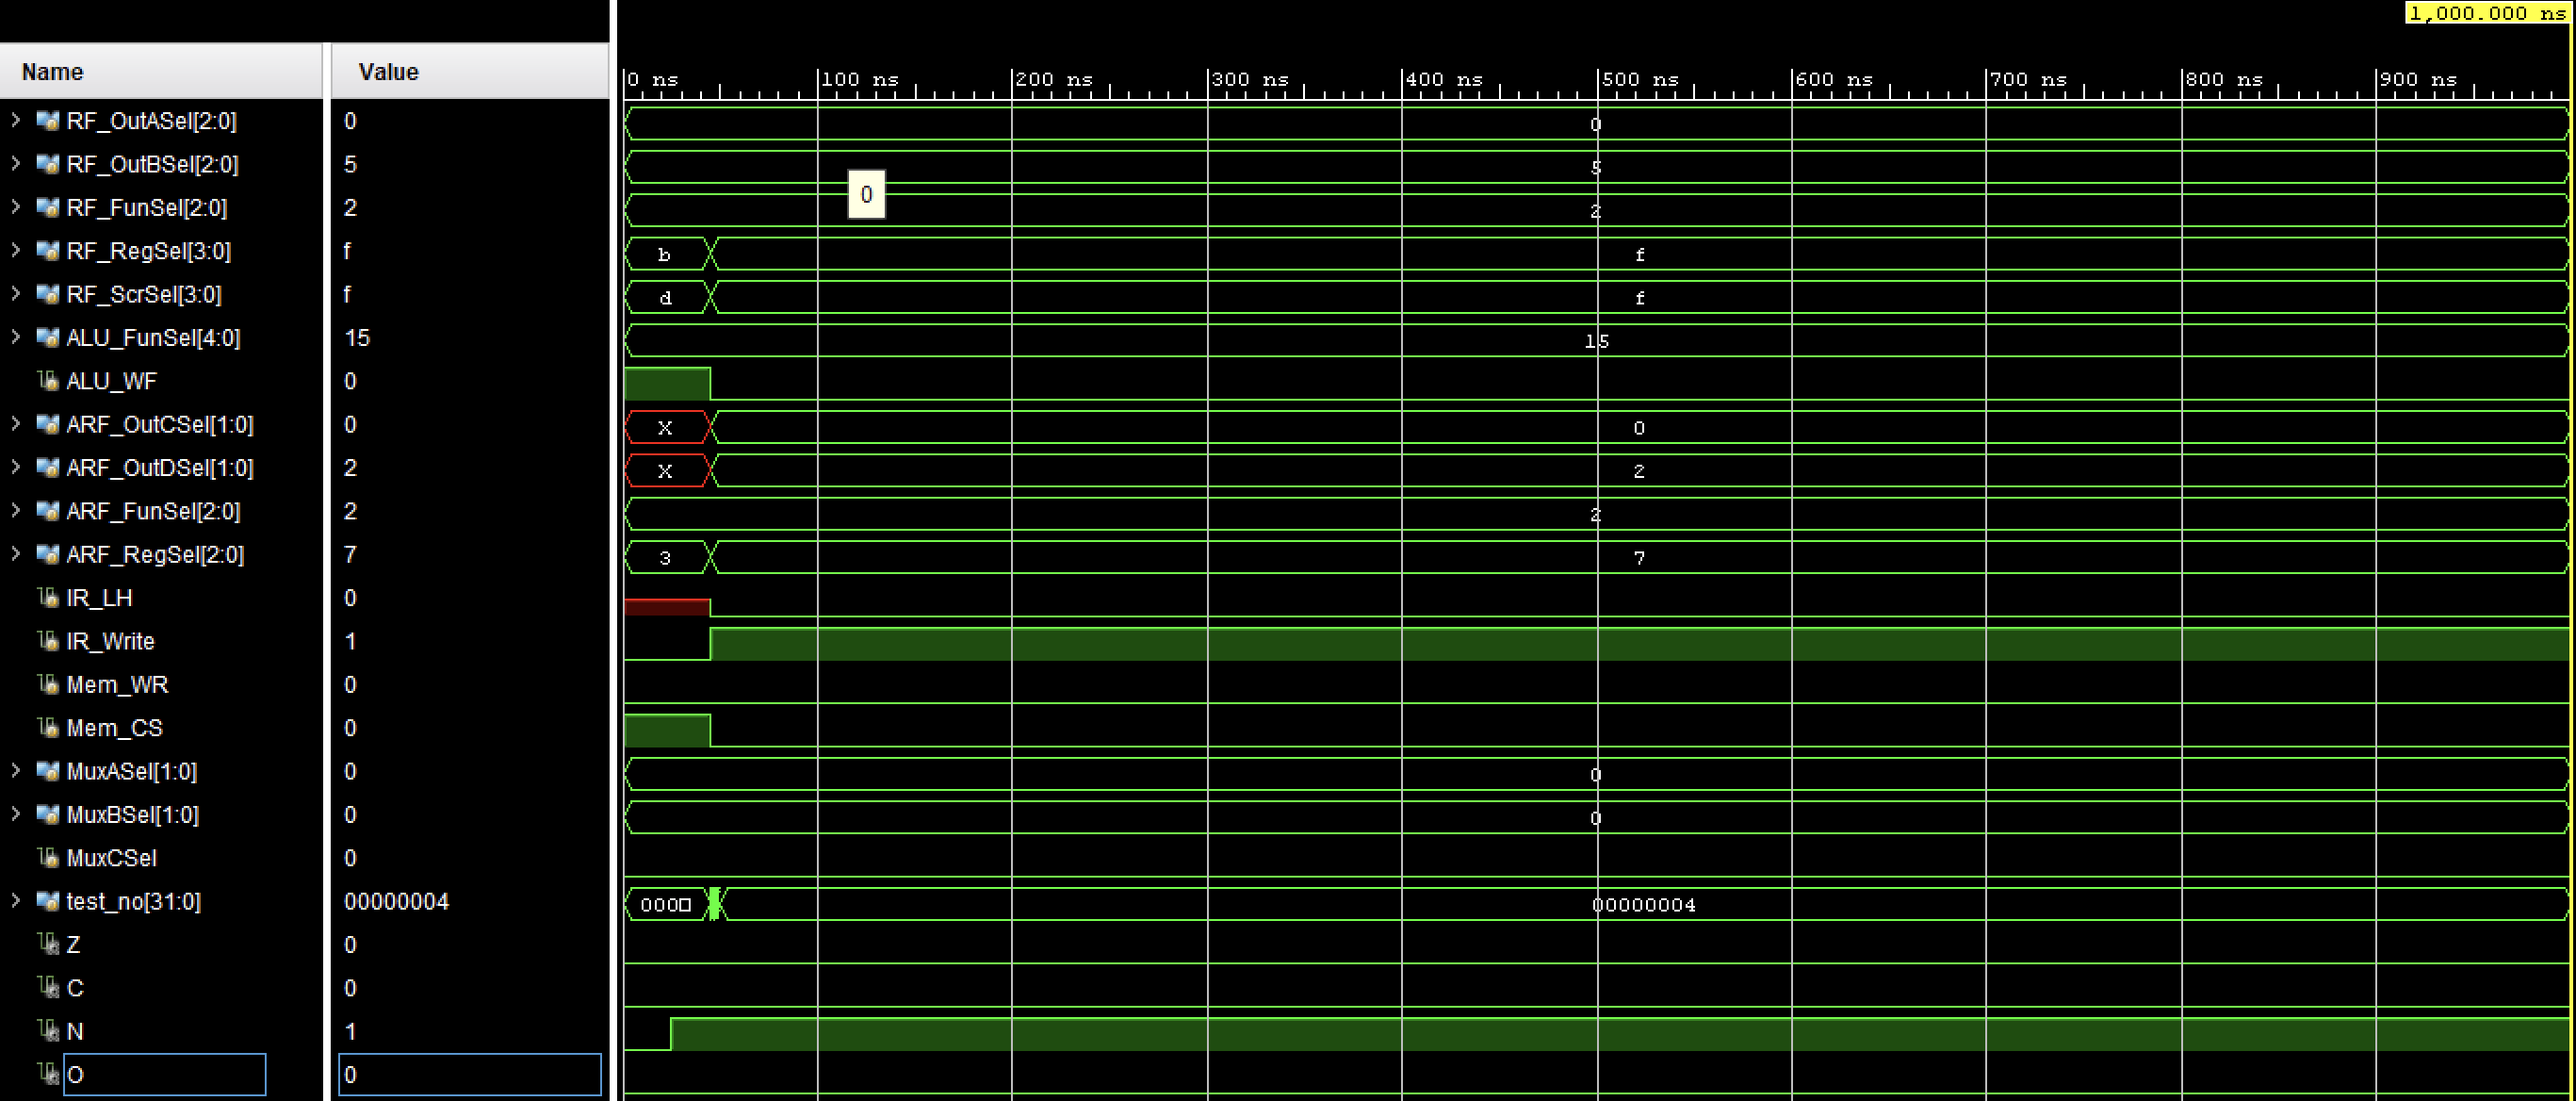 1,000.000 ns
Name Value 0 ns 100 ns 200 ns 300 ns 400 ns 500 ns 600 ns 700 ns 800 ns 900 ns
RF_OutASel[2:0] 0 0
RF_OutBSel[2:0] 5 5
0
RF_FunSel[2:0] 2 2
RF_RegSel[3:0] f b f
RF_ScrSel[3:0] f d f
ALU_FunSel[4:0] 15 15
ALU_WF 0
ARF_OutCSel[1:0] 0 X 0
ARF_OutDSel[1:0] 2 X 2
ARF_FunSel[2:0] 2 2
ARF_RegSel[2:0] 7 3 7
IR_LH 0
IR_Write 1
Mem_WR 0
Mem_CS 0
MuxASel[1:0] 0 0
MuxBSel[1:0] 0 0
MuxCSel 0
test_no[31:0] 00000004 000 00000004
Z 0
C 0
N 1
O 0